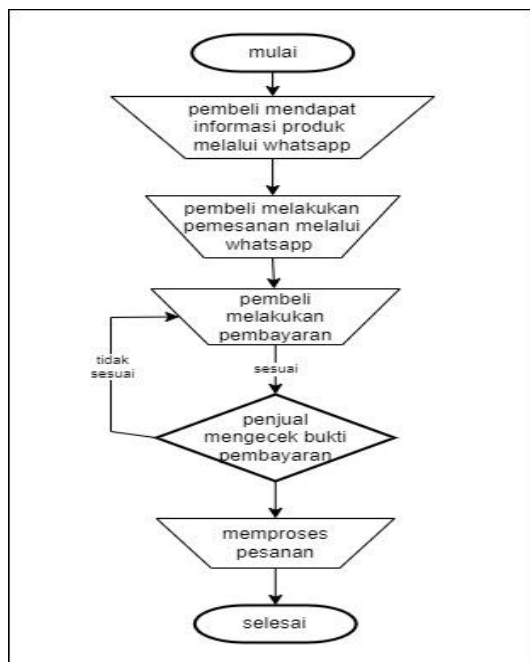 mulai
pembeli mendapat
informasi produk
melalui whatsapp
pembeli melakukan
pemesanan melalui
whatsapp
pembeli
melakukan
pembayaran
tidak
sesuai
sesuai
penjual
mengecek bukti
pembayaran
memproses
pesanan
selesai